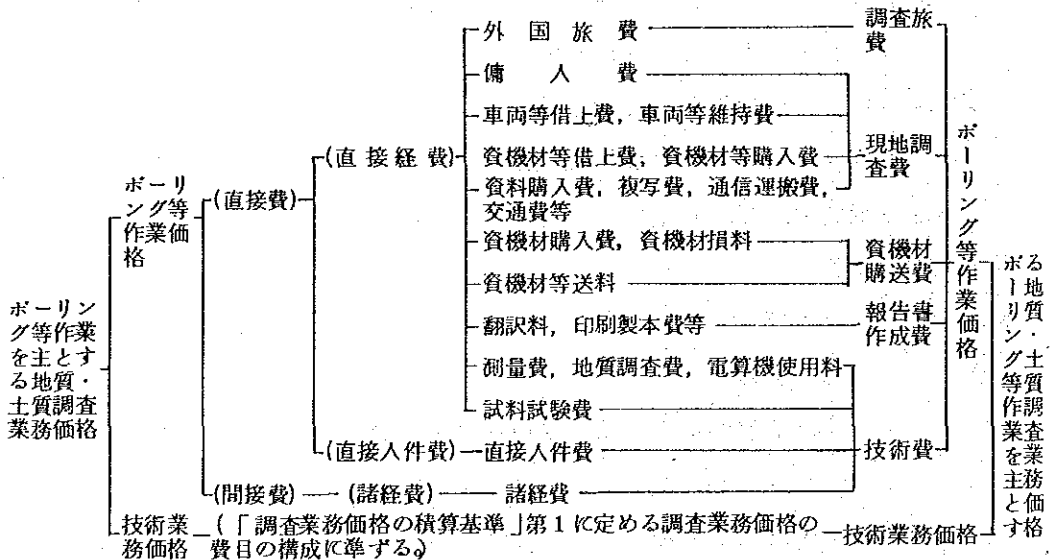 外国旅費
調査旅費
傭人費
車両等借上費，車両等維持費
(直接経費)
資機材等借上費，資機材等購入費
現地調査費
資料購入費，複写費，通信運搬費，
交通費等
ボーリング等作業価格
(直接費)
資機材購入費，資機材損料
資機材購送費
資機材等送料
ボーリング等作業価格
翻訳料，印刷製本費等
報告書作成費
ボーリング等作業を主とする地質・土質調査業務価格
測量費，地質調査費，電算機使用料
試料試験費
(直接人件費)
直接人件費
技術費
(間接費)
(諸経費)
諸経費
技術業務価格
(「調査業務価格の積算基準」第1に定める調査業務価格の
費目の構成に準ずる。)
技術業務価格
ボーリング等作業を主とする地質・土質調査業務価格